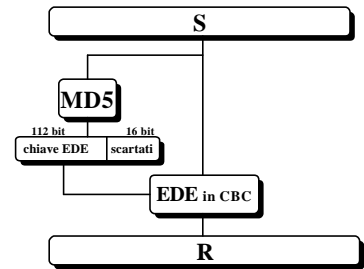 S
MD5
112 bit 16 bit
chiave EDE scartati
EDE in CBC
R